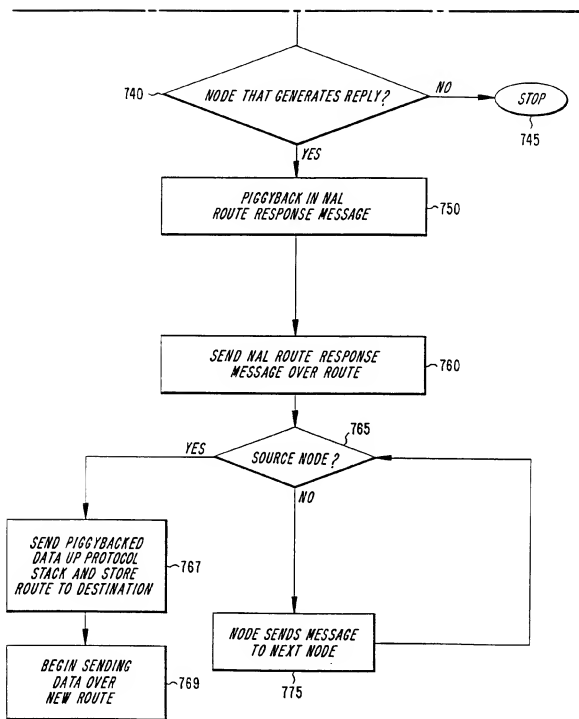 740
NODE THAT GENERATES REPLY?
NO
STOP
745
YES
PIGGYBACK IN NAL
ROUTE RESPONSE MESSAGE
750
SEND NAL ROUTE RESPONSE
MESSAGE OVER ROUTE
760
765
YES
SOURCE NODE?
NO
SEND PIGGYBACKED
DATA UP PROTOCOL
STACK AND STORE
ROUTE TO DESTINATION
767
NODE SENDS MESSAGE
TO NEXT NODE
775
BEGIN SENDING
DATA OVER
NEW ROUTE
769